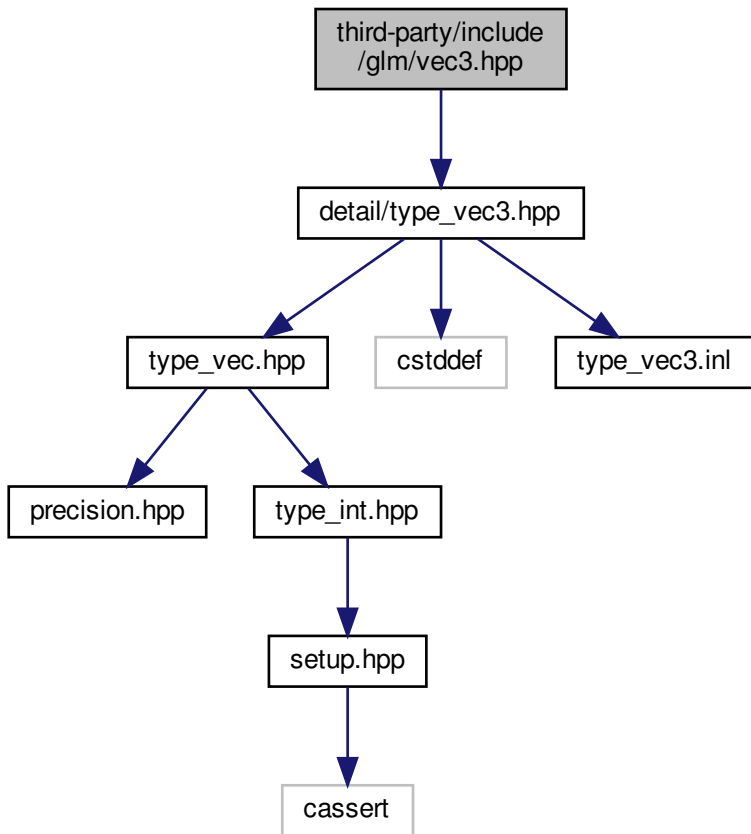 third-party/include
/glm/vec3.hpp
detail/type_vec3.hpp
type_vec.hpp
cstddef
type_vec3.inl
precision.hpp
type_int.hpp
setup.hpp
cassert